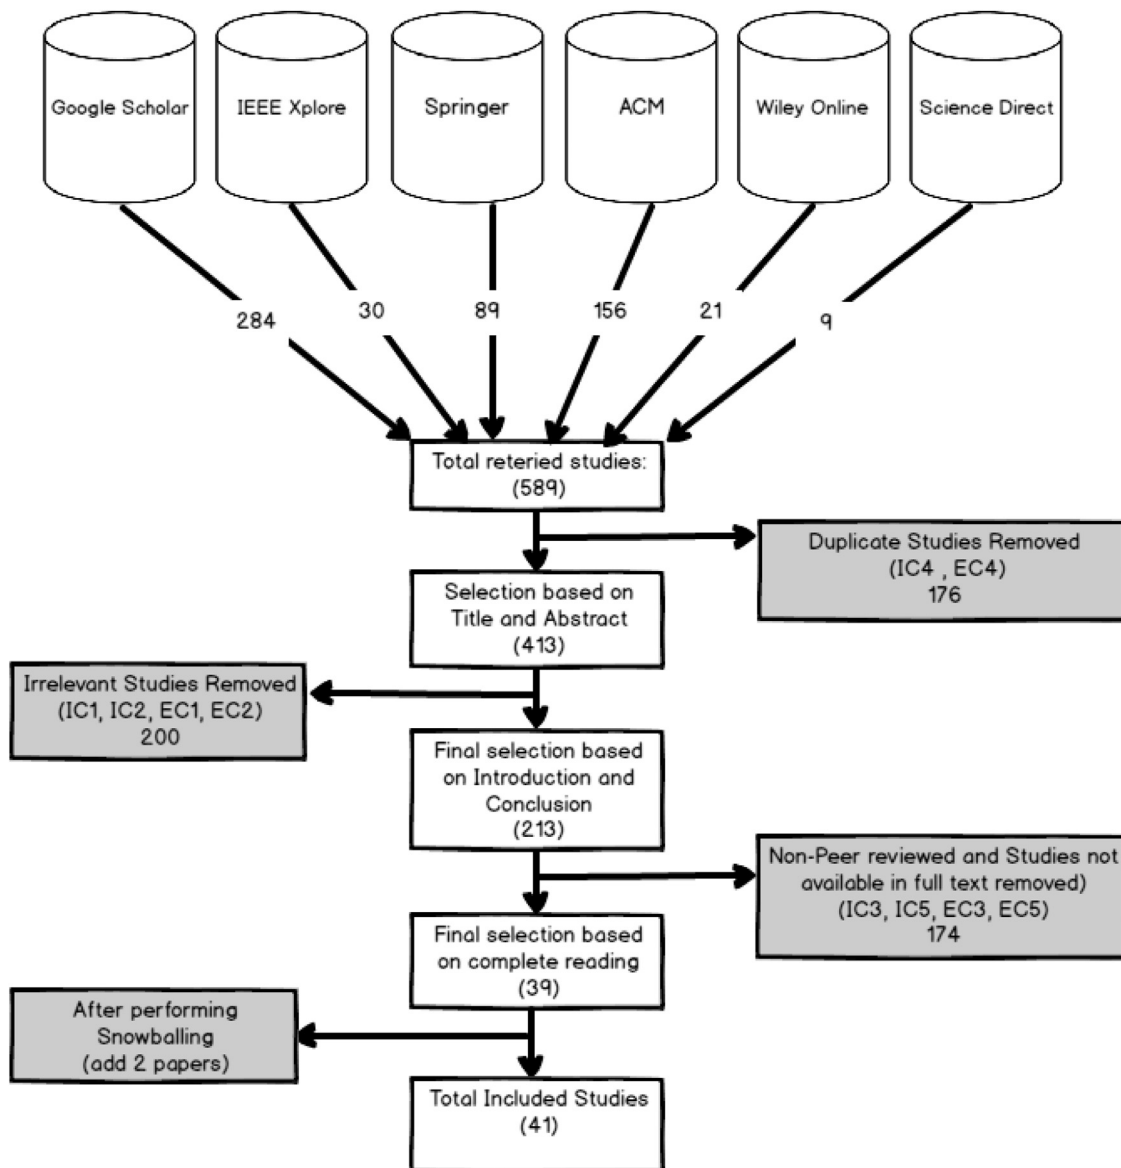 Google Scholar
IEEE Xplore
Springer
ACM
Wiley Online
Science Direct
284
30
89
156
21
9
Total reteried studies:
(589)
Duplicate Studies Removed
(IC4 , EC4)
176
Selection based on
Title and Abstract
(413)
Irrelevant Studies Removed
(IC1, IC2, EC1, EC2)
200
Final selection based
on Introduction and
Conclusion
(213)
Non-Peer reviewed and Studies not
available in full text removed)
(IC3, IC5, EC3, EC5)
174
Final selection based
on complete reading
(39)
After performing
Snowballing
(add 2 papers)
Total Included Studies
(41)